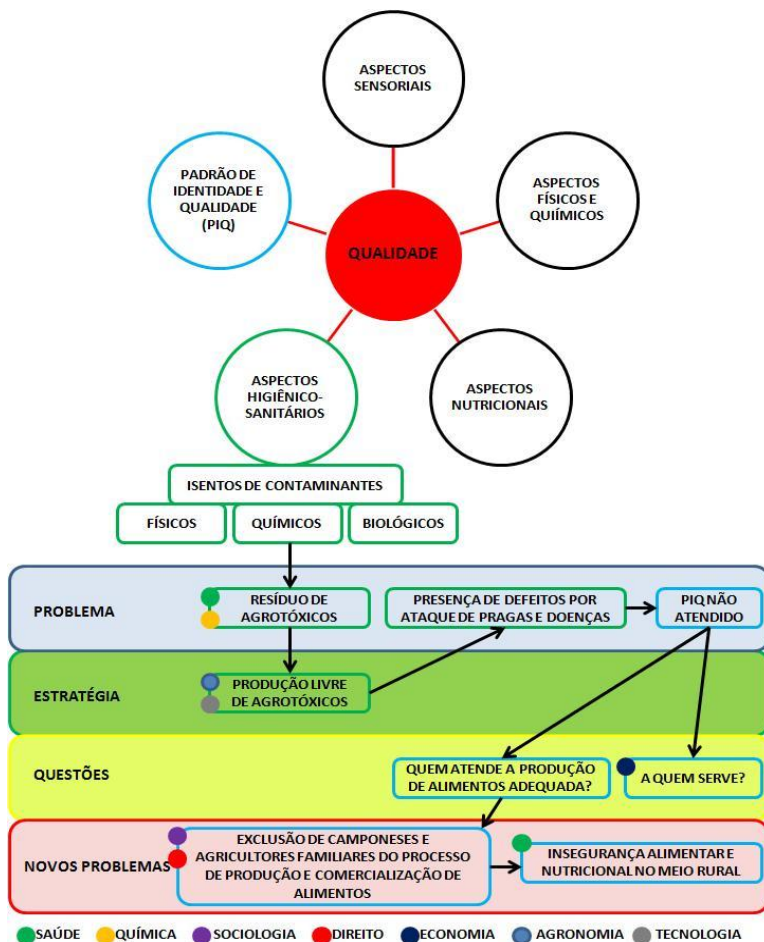 ASPECTOS
SENSORIAIS
PADRÃO DE
IDENTIDADE E
QUALIDADE
(PIQ)
ASPECTOS
FÍSICOS E
QUIÍMICOS
QUALIDADE
ASPECTOS
HIGIÊNICO-
SANITÁRIOS
ASPECTOS
NUTRICIONAIS
ISENTOS DE CONTAMINANTES
FÍSICOS
QUÍMICOS
BIOLÓGICOS
PROBLEMA
RESÍDUO DE
AGROTÓXICOS
PRESENÇA DE DEFEITOS POR
ATAQUE DE PRAGAS E DOENÇAS
PIQ NÃO
ATENDIDO
ESTRATÉGIA
PRODUÇÃO LIVRE
DE AGROTÓXICOS
QUESTÕES
QUEM ATENDE A PRODUÇÃO
DE ALIMENTOS ADEQUADA?
A QUEM SERVE?
NOVOS PROBLEMAS
EXCLUSÃO DE CAMPONESES E
AGRICULTORES FAMILIARES DO PROCESSO
DE PRODUÇÃO E COMERCIALIZAÇÃO DE
ALIMENTOS
INSEGURANÇA ALIMENTAR E
NUTRICIONAL NO MEIO RURAL
SAÚDE QUÍMICA SOCIOLOGIA DIREITO ECONOMIA AGRONOMIA TECNOLOGIA